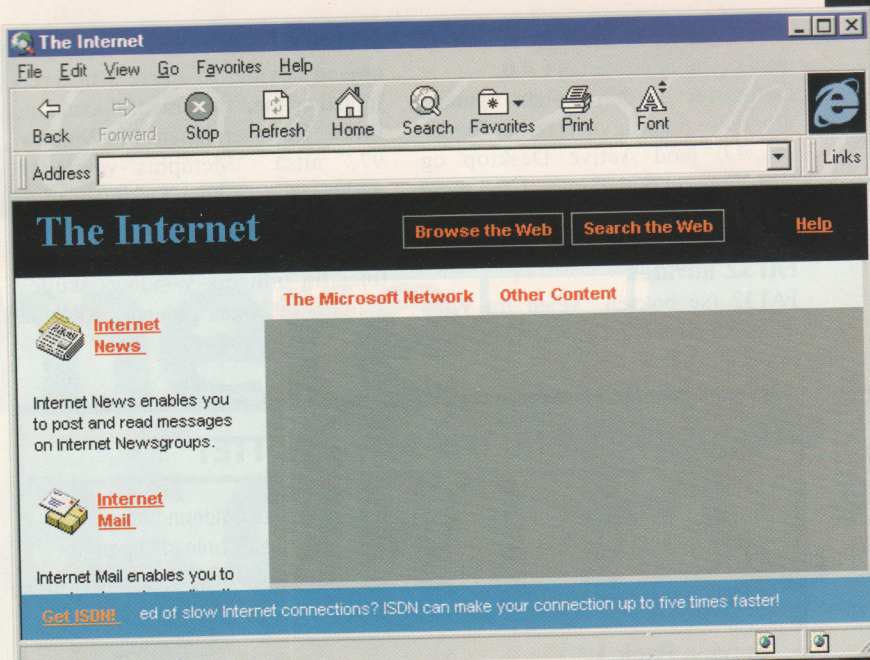 The Internet
File Edit View Go Favorites Help
Back Forward Stop Refresh Home Search Favorites Print Font
Address Links
The Internet Browse the Web Search the Web Help
The Microsoft Network Other Content
Internet
News
Internet News enables you
to post and read messages
on Internet Newsgroups.
Internet
Mail
Internet Mail enables you to
Get ISDN! ed of slow Internet connections? ISDN can make your connection up to five times faster!